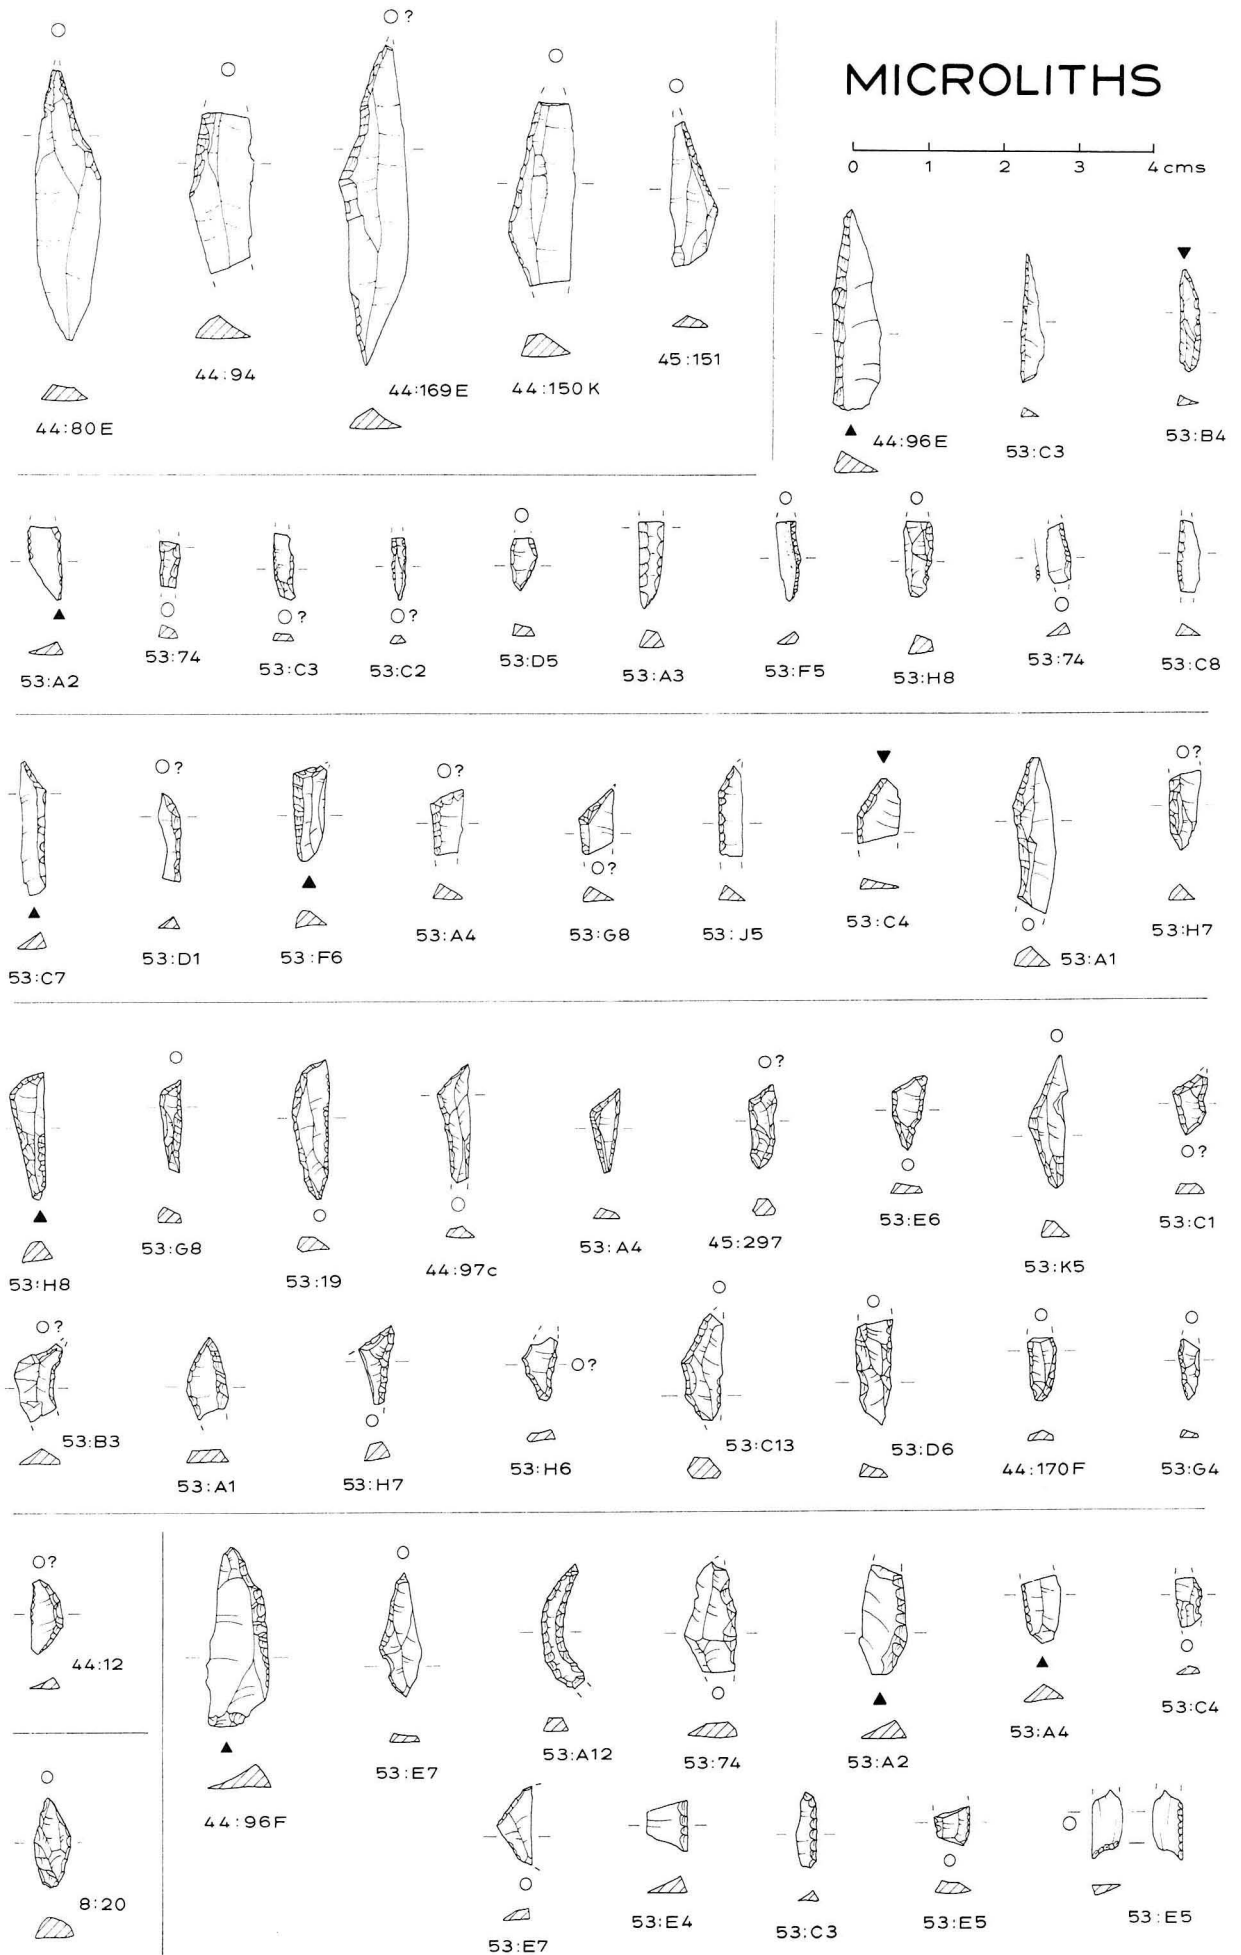 MICROLITHS
0 1 2 3 4 cms
44:80E
44:94
44:169E
44:150K
45:151
44:96E
53:C3
53:B4
53:A2
53:74
53:C3
53:C2
53:D5
53:A3
53:F5
53:H8
53:74
53:C8
53:C7
53:D1
53:F6
53:A4
53:G8
53:J5
53:C4
53:A1
53:H7
53:H8
53:G8
53:19
44:97c
53:A4
45:297
53:E6
53:K5
53:C1
53:B3
53:A1
53:H7
53:H6
53:C13
53:D6
44:170F
53:G4
44:12
8:20
44:96F
53:E7
53:A12
53:74
53:A2
53:A4
53:C4
53:E7
53:E4
53:C3
53:E5
53:E5